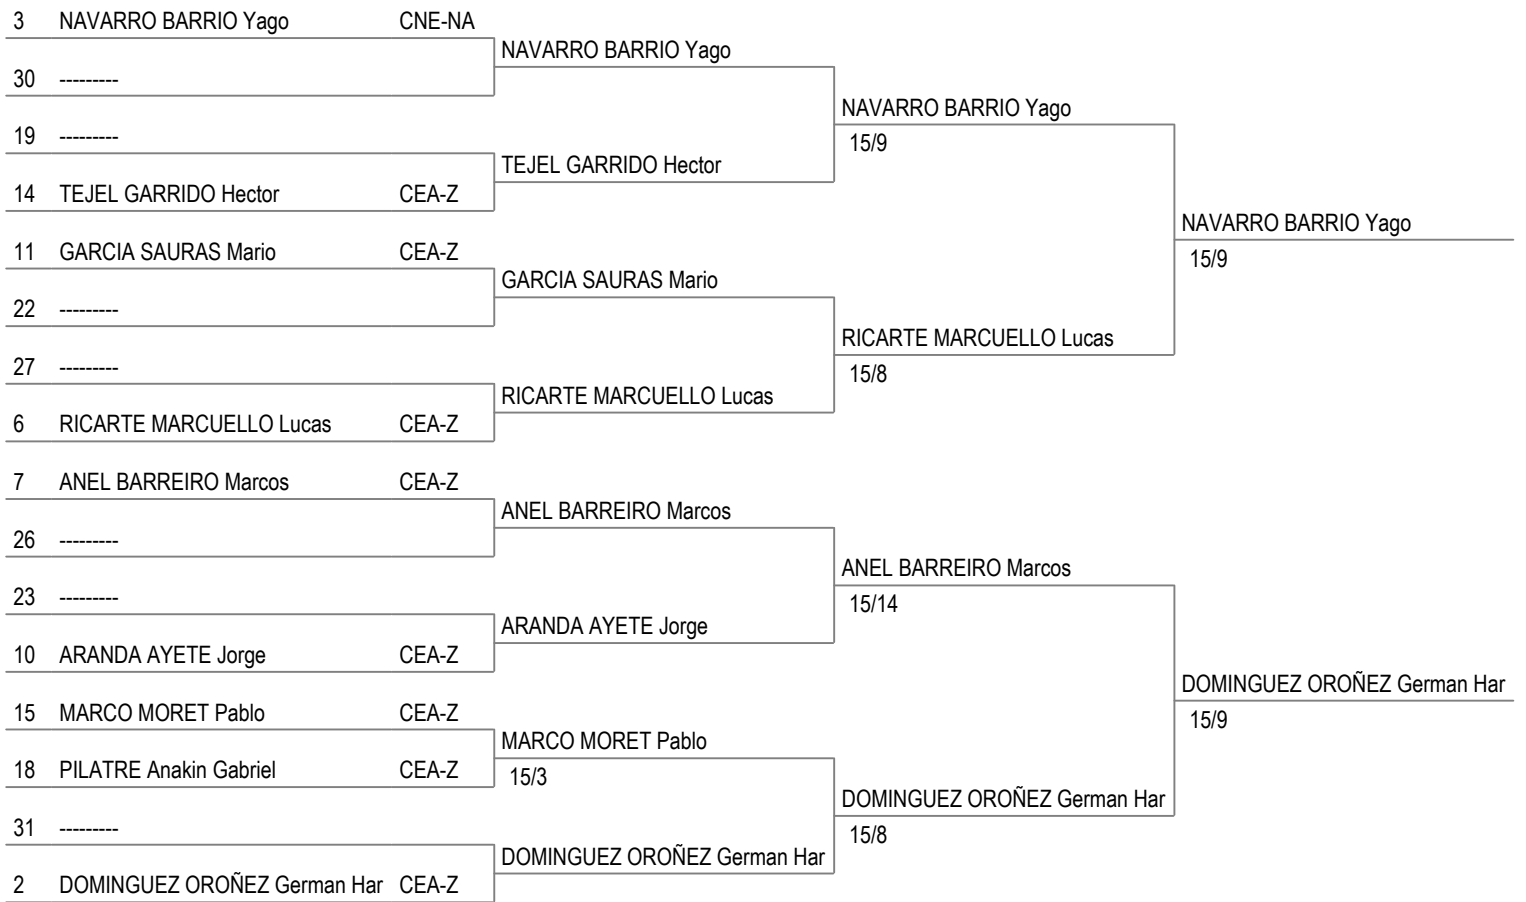 3 NAVARRO BARRIO Yago CNE-NA
NAVARRO BARRIO Yago
30 ---------
NAVARRO BARRIO Yago
19 ---------
15/9
TEJEL GARRIDO Hector
14 TEJEL GARRIDO Hector CEA-Z
NAVARRO BARRIO Yago
11 GARCIA SAURAS Mario CEA-Z
15/9
GARCIA SAURAS Mario
22 ---------
RICARTE MARCUELLO Lucas
27 ---------
15/8
RICARTE MARCUELLO Lucas
6 RICARTE MARCUELLO Lucas CEA-Z
7 ANEL BARREIRO Marcos CEA-Z
ANEL BARREIRO Marcos
26 ---------
ANEL BARREIRO Marcos
23 ---------
15/14
ARANDA AYETE Jorge
10 ARANDA AYETE Jorge CEA-Z
DOMINGUEZ OROÑEZ German Har
15 MARCO MORET Pablo CEA-Z
15/9
MARCO MORET Pablo
18 PILATRE Anakin Gabriel CEA-Z
15/3
DOMINGUEZ OROÑEZ German Har
31 ---------
15/8
DOMINGUEZ OROÑEZ German Har
2 DOMINGUEZ OROÑEZ German Har CEA-Z